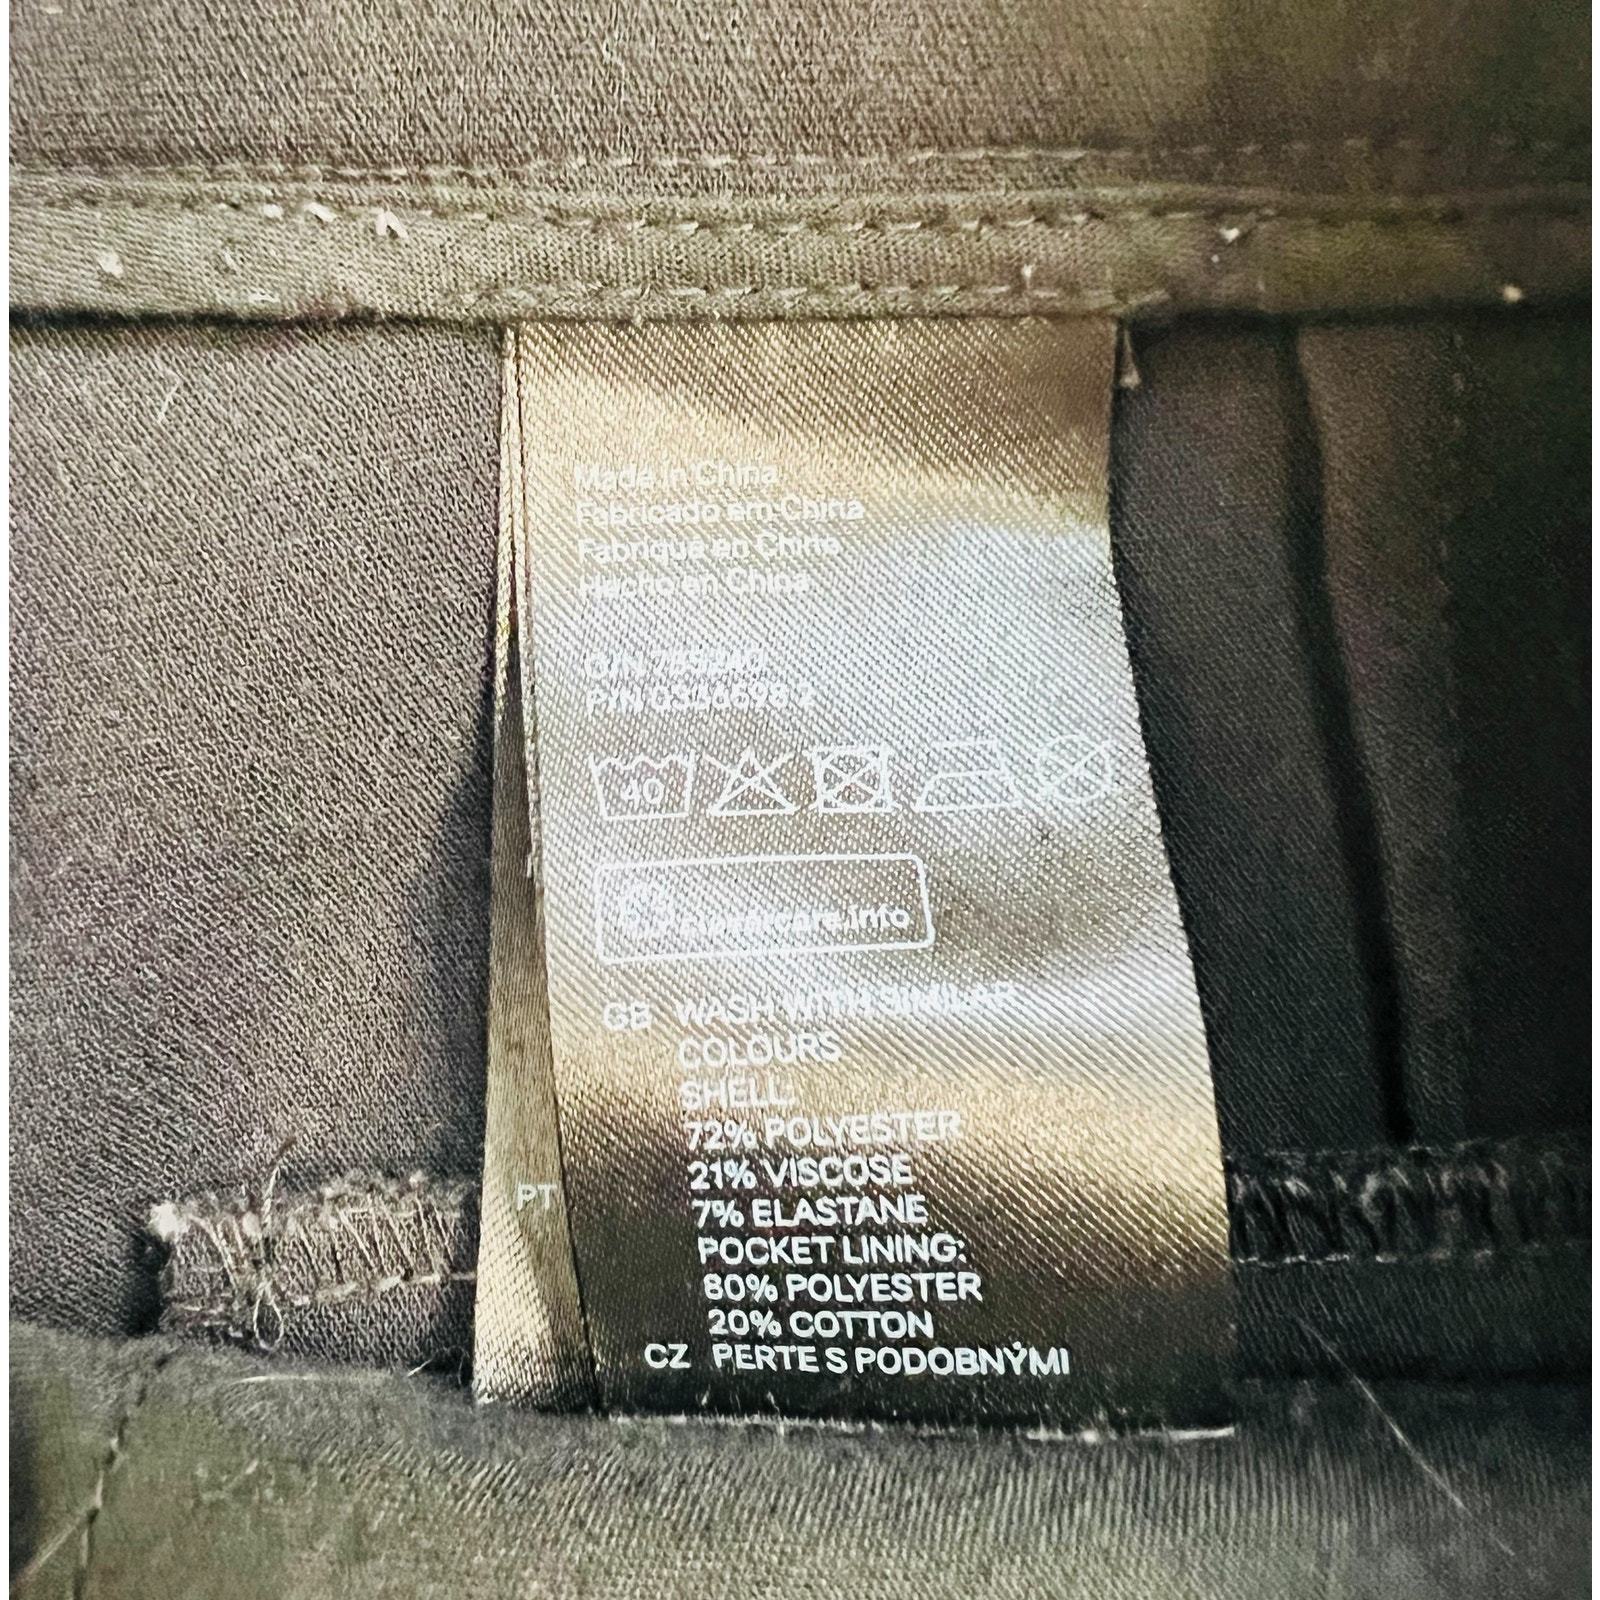 Made in China
Fabricado em China
Fabriqué en Chine
Hecho en China
40
GB WASH WITH SIMILAR
COLOURS
SHELL:
72% POLYESTER
21% VISCOSE
7% ELASTANE
POCKET LINING:
80% POLYESTER
20% COTTON
CZ PERTE S PODOBNÝMI
PT